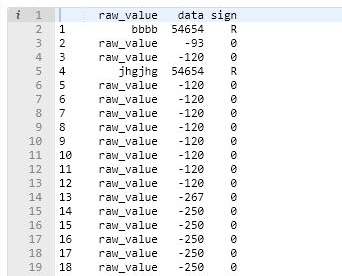 i 1 raw_value data sign
2 1 bbbb 54654 R
3 2 raw_value -93 0
4 3 raw_value -120 0
5 4 jhgjhg 54654 R
6 5 raw_value -120 0
7 6 raw_value -120 0
8 7 raw_value -120 0
9 8 raw_value -120 0
10 9 raw_value -120 0
11 10 raw_value -120 0
12 11 raw_value -120 0
13 12 raw_value -120 0
14 13 raw_value -267 0
15 14 raw_value -250 0
16 15 raw_value -250 0
17 16 raw_value -250 0
18 17 raw_value -250 0
19 18 raw_value -250 0